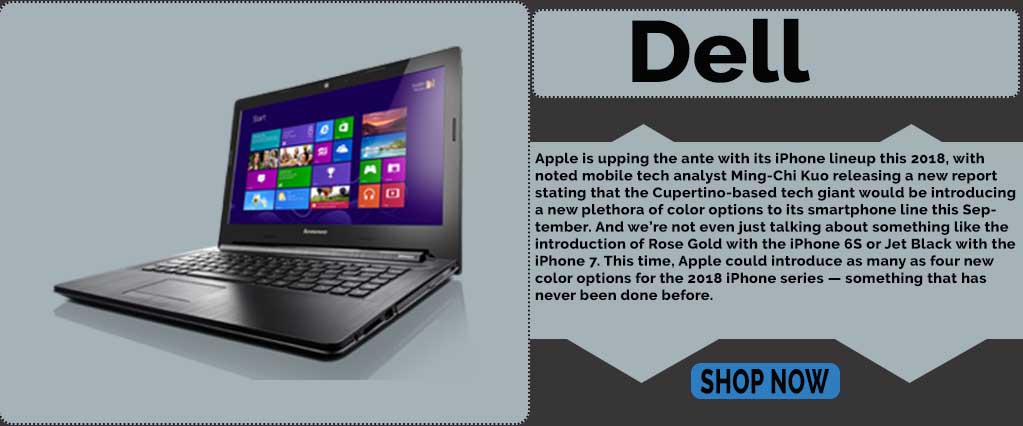 Dell
Apple is upping the ante with its iPhone lineup this 2018, with
noted mobile tech analyst Ming-Chi Kuo releasing a new report
stating that the Cupertino-based tech giant would be introducing
a new plethora of color options to its smartphone line this Sep-
tember. And we're not even just talking about something like the
introduction of Rose Gold with the iPhone 6S or Jet Black with the
iPhone 7. This time, Apple could introduce as many as four new
color options for the 2018 iPhone series — something that has
never been done before.
SHOP NOW
Start
lenovo